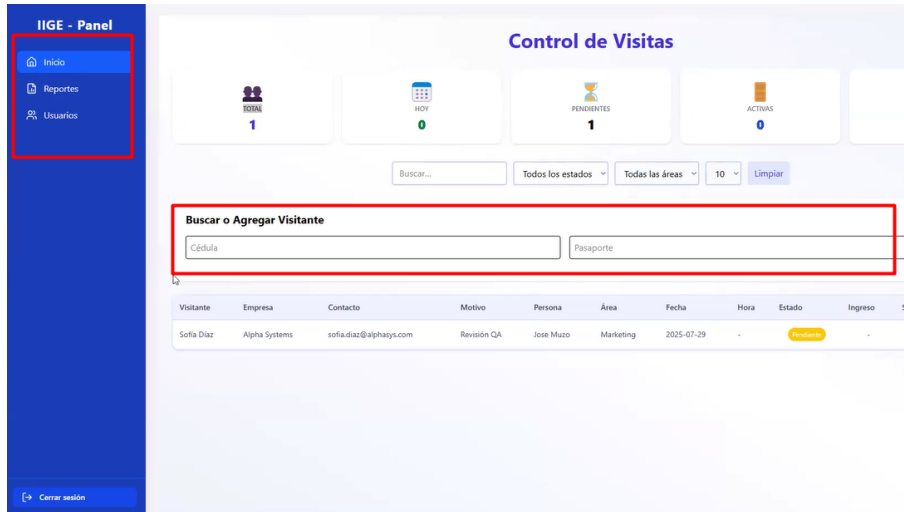 IIGE - Panel
Inicio
Reportes
Usuarios
Cerrar sesión
Control de Visitas
TOTAL
1
HOY
0
PENDIENTES
1
ACTIVAS
0
Buscar... Todos los estados Todas las áreas 10 Limpiar
Buscar o Agregar Visitante
Cédula Pasaporte
Visitante Empresa Contacto Motivo Persona Área Fecha Hora Estado Ingreso S
Sofía Díaz Alpha Systems sofia.diaz@alphasys.com Revisión QA Jose Muzo Marketing 2025-07-29 - Pendiente -